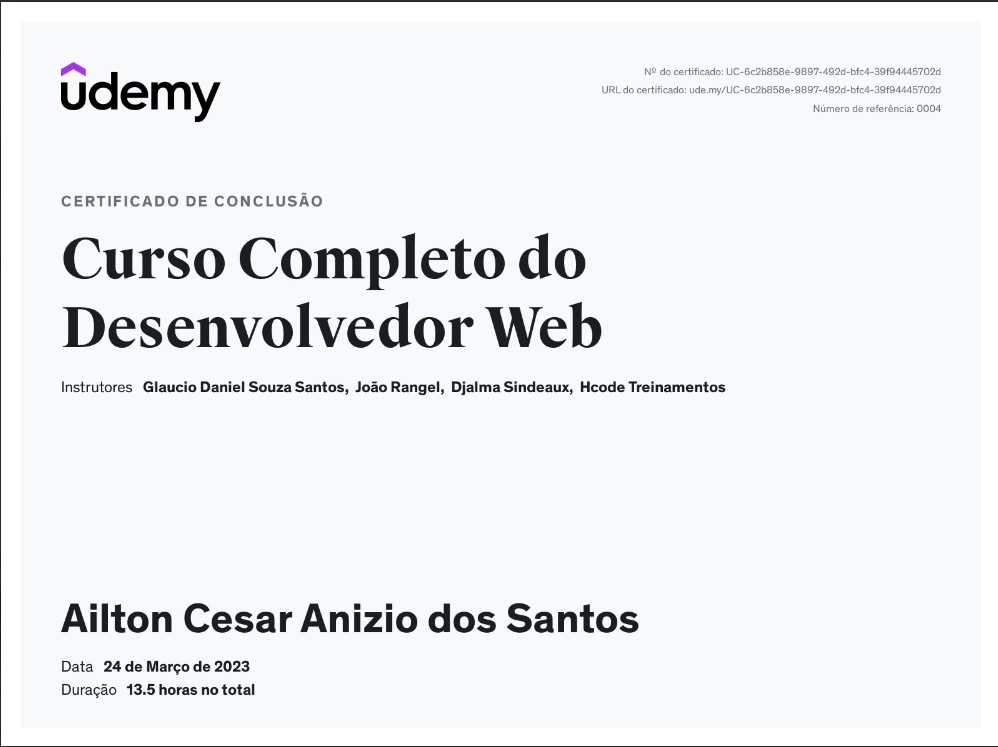 udemy
Nº do certificado: UC-6c2b858e-9897-492d-bfc4-39f94445702d
URL do certificado: ude.my/UC-6c2b858e-9897-492d-bfc4-39f94445702d
Número de referência: 0004
CERTIFICADO DE CONCLUSÃO
Curso Completo do
Desenvolvedor Web
Instrutores Glaucio Daniel Souza Santos, João Rangel, Djalma Sindeaux, Hcode Treinamentos
Ailton Cesar Anizio dos Santos
Data 24 de Março de 2023
Duração 13.5 horas no total